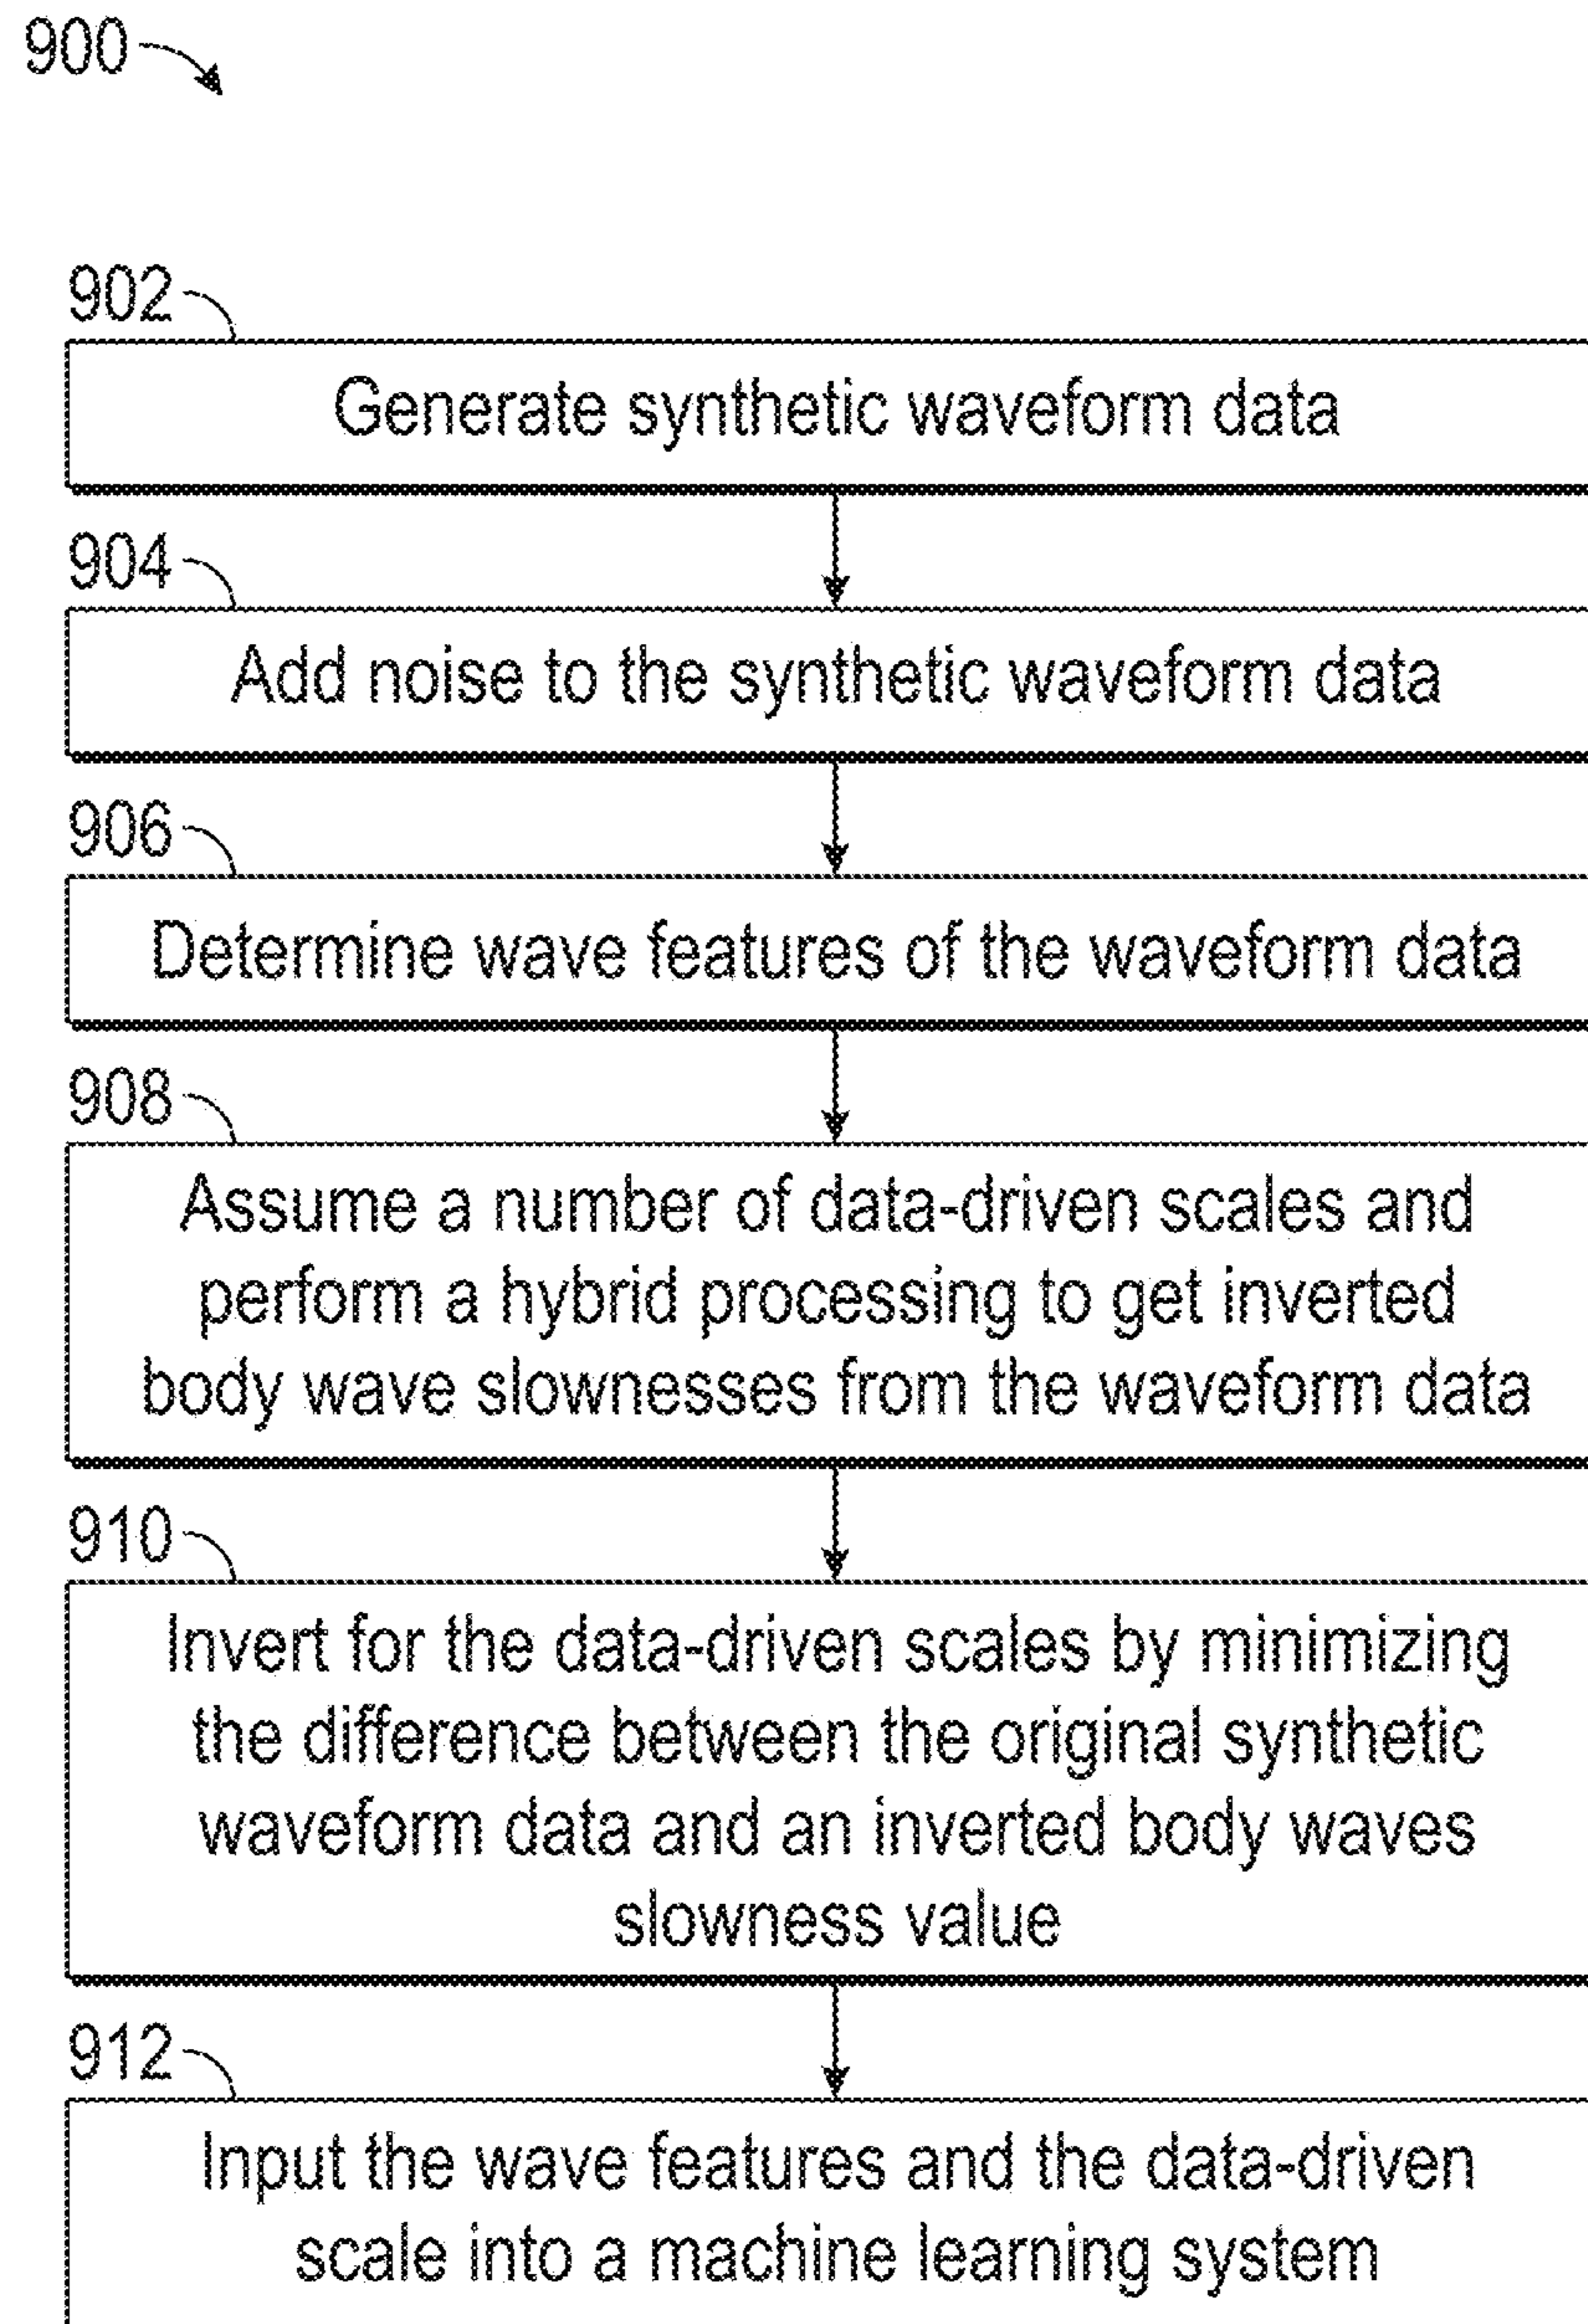 900
902
Generate synthetic waveform data
904
Add noise to the synthetic waveform data
906
Determine wave features of the waveform data
908
Assume a number of data-driven scales and
perform a hybrid processing to get inverted
body wave slownesses from the waveform data
910
Invert for the data-driven scales by minimizing
the difference between the original synthetic
waveform data and an inverted body waves
slowness value
912
Input the wave features and the data-driven
scale into a machine learning system